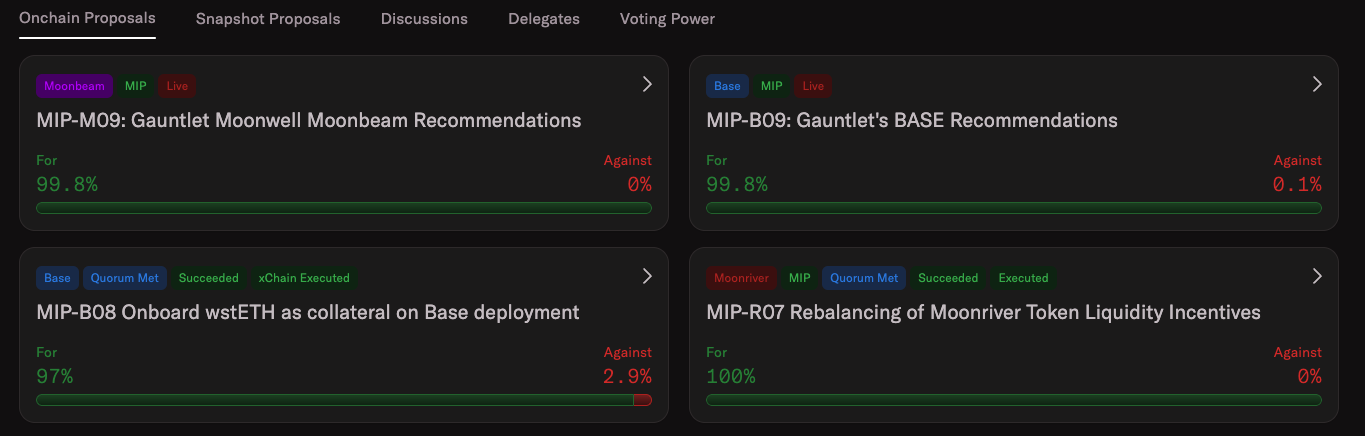 Onchain Proposals Snapshot Proposals Discussions Delegates Voting Power
Moonbeam MIP Live
MIP-M09: Gauntlet Moonwell Moonbeam Recommendations
For Against
99.8% 0%
Base MIP Live
MIP-B09: Gauntlet's BASE Recommendations
For Against
99.8% 0.1%
Base Quorum Met Succeeded xChain Executed
MIP-B08 Onboard wstETH as collateral on Base deployment
For Against
97% 2.9%
Moonriver MIP Quorum Met Succeeded Executed
MIP-R07 Rebalancing of Moonriver Token Liquidity Incentives
For Against
100% 0%